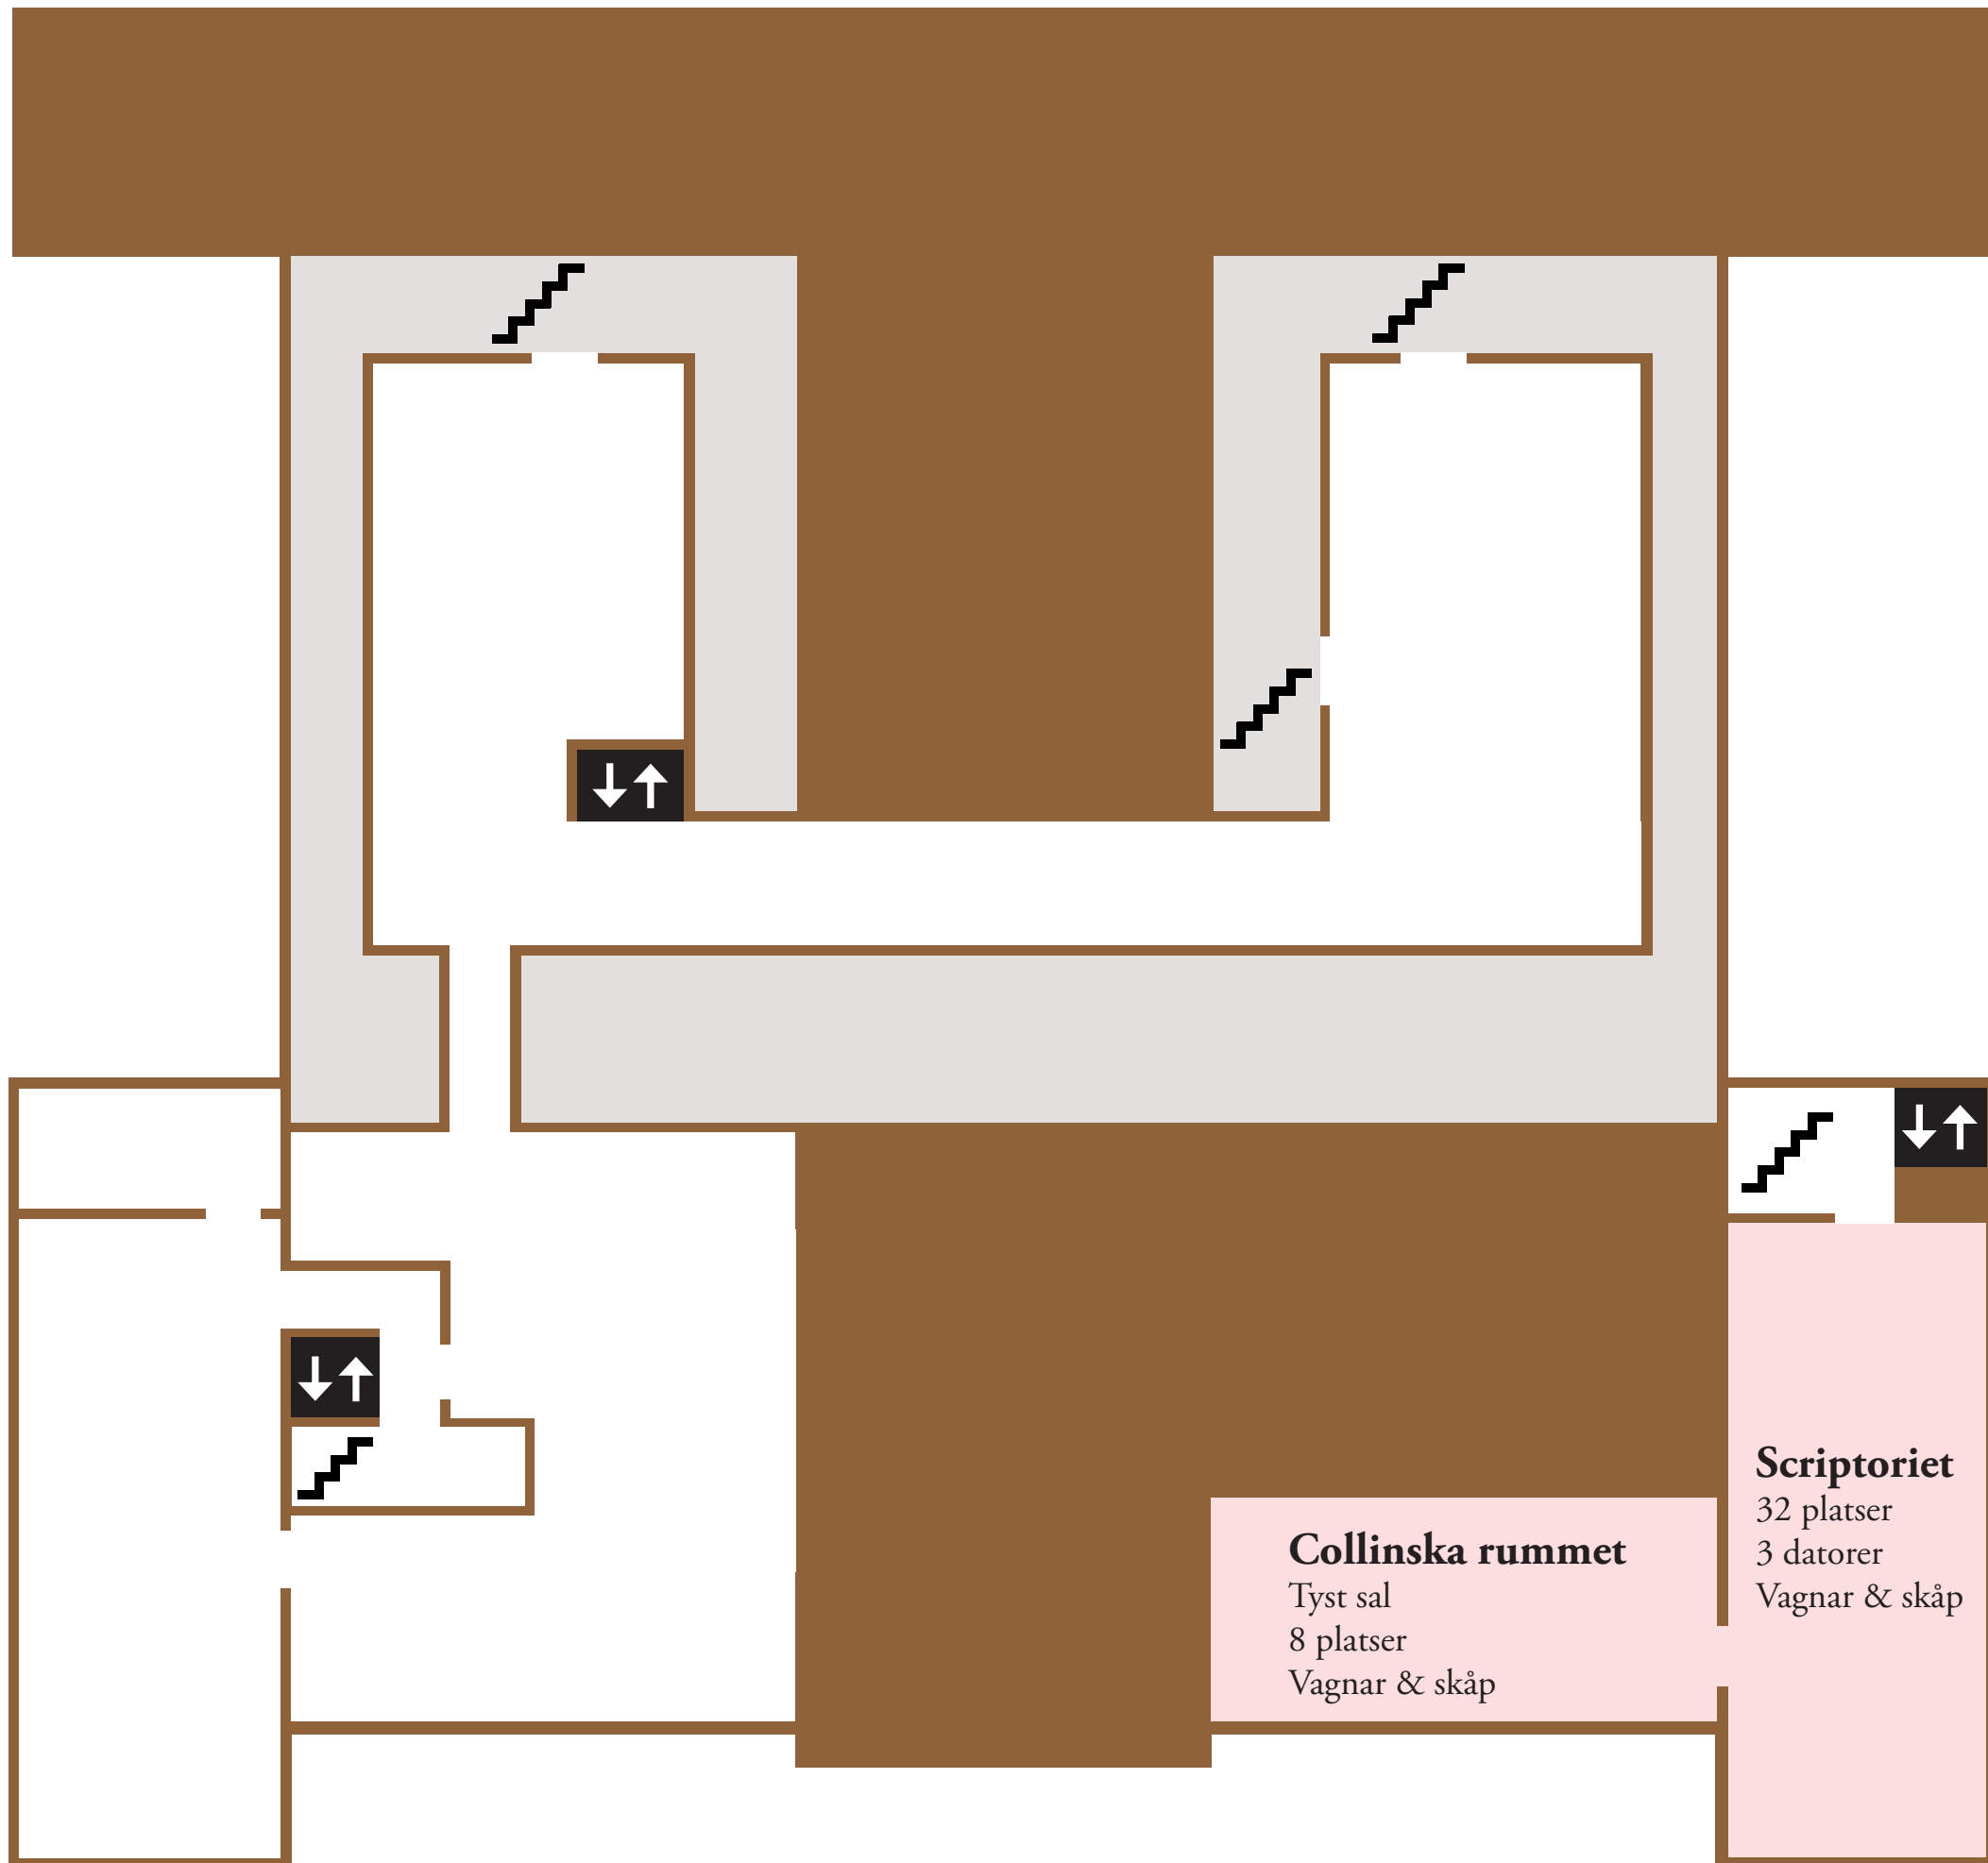 Scriptoriet
32 platser
3 datorer
Vagnar & skåp
Collinska rummet
Tyst sal
8 platser
Vagnar & skåp